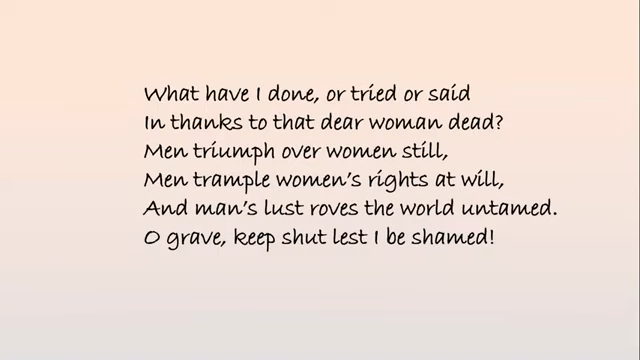 What have I done, or tried or said
In thanks to that dear woman dead?
Men triumph over women still,
Men trample women's rights at will,
And man's lust roves the world untamed.
O grave, keep shut lest I be shamed!